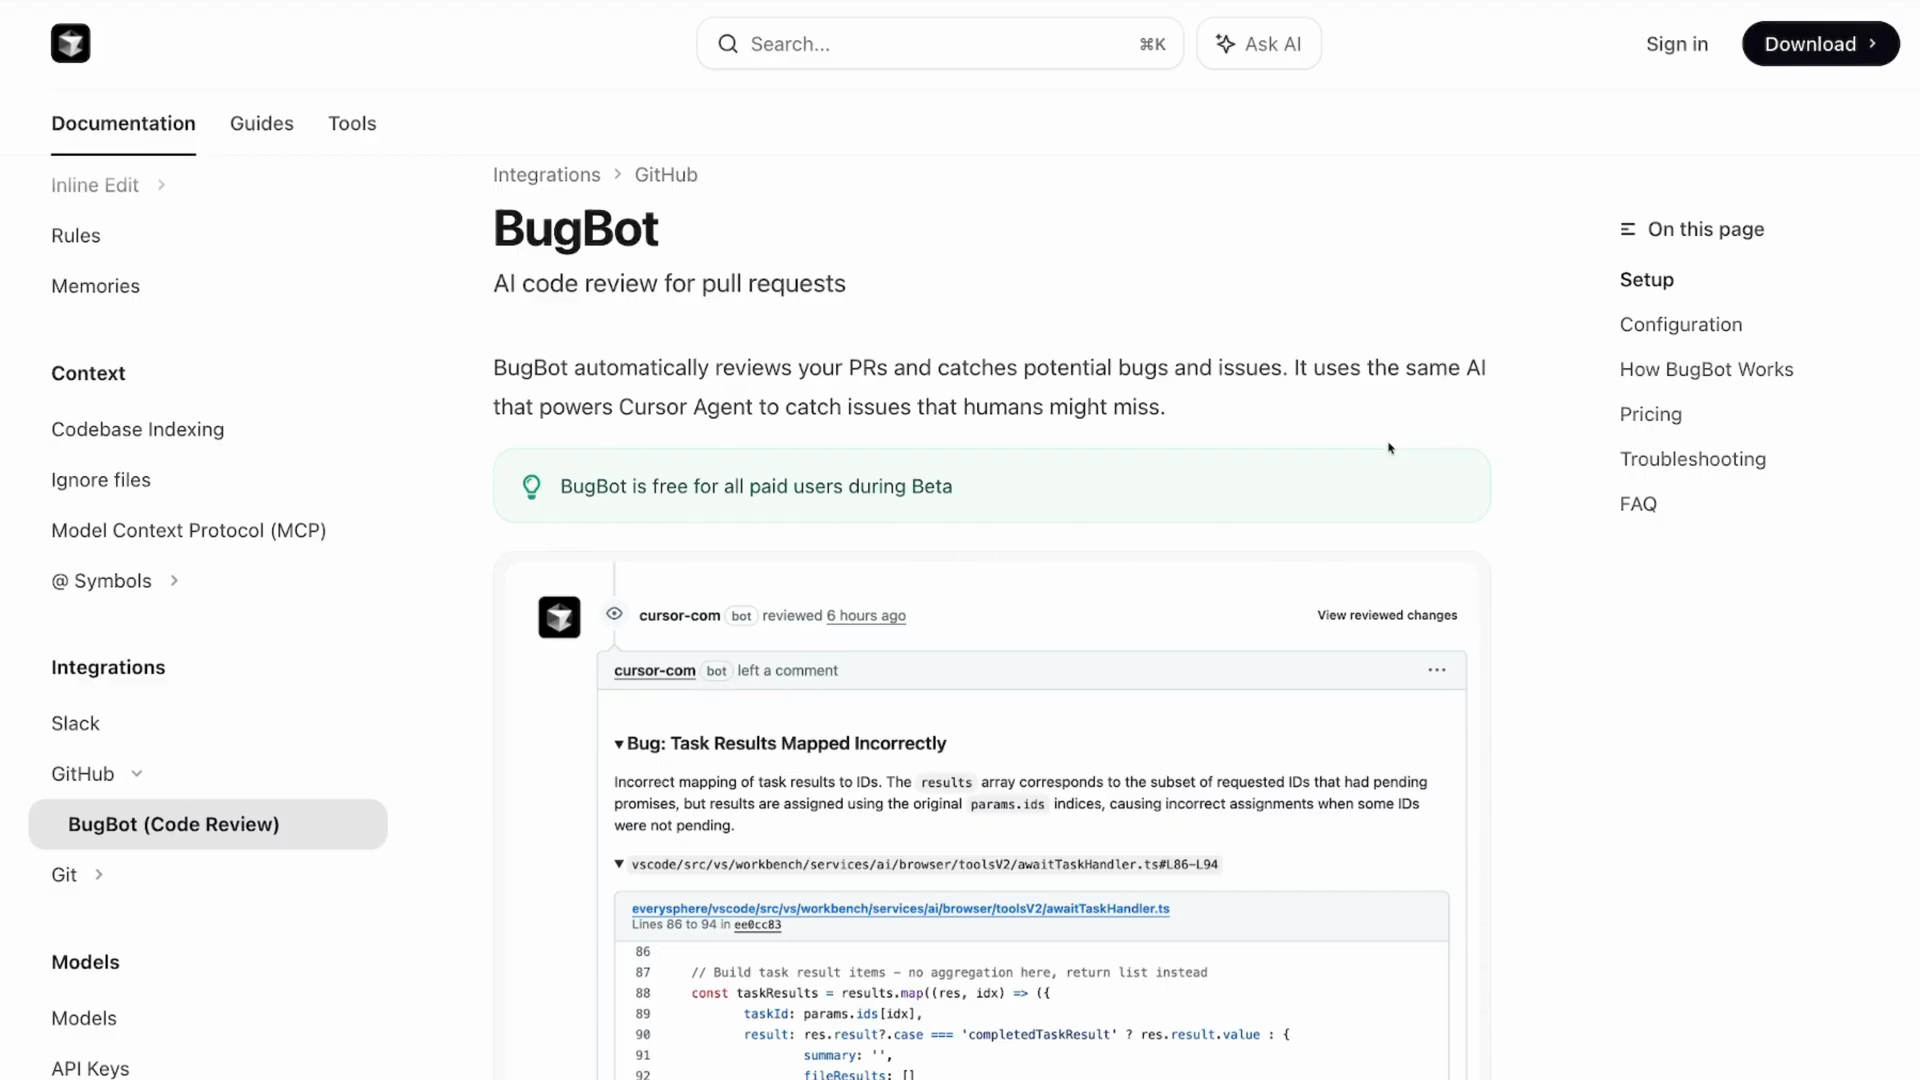 Search...
⌘K
Ask AI
Sign in
Download
Documentation
Guides
Tools
Inline Edit
Rules
Memories
Context
Codebase Indexing
Ignore files
Model Context Protocol (MCP)
@ Symbols
Integrations
Slack
GitHub
BugBot (Code Review)
Git
Models
Models
API Keys
Integrations > GitHub
BugBot
AI code review for pull requests
BugBot automatically reviews your PRs and catches potential bugs and issues. It uses the same AI
that powers Cursor Agent to catch issues that humans might miss.
BugBot is free for all paid users during Beta
cursor-com bot reviewed 6 hours ago
View reviewed changes
cursor-com bot left a comment
Bug: Task Results Mapped Incorrectly
Incorrect mapping of task results to IDs. The results array corresponds to the subset of requested IDs that had pending
promises, but results are assigned using the original params.ids indices, causing incorrect assignments when some IDs
were not pending.
vscode/src/vs/workbench/services/ai/browser/toolsV2/awaitTaskHandler.ts#L86-L94
everysphere/vscode/src/vs/workbench/services/ai/browser/toolsV2/awaitTaskHandler.ts
Lines 86 to 94 in ee0cc83
86
87 // Build task result items – no aggregation here, return list instead
88 const taskResults = results.map((res, idx) => ({
89 taskId: params.ids[idx],
90 result: res.result?.case === 'completedTaskResult' ? res.result.value : {
91 summary: '',
92 fileResults: []
On this page
Setup
Configuration
How BugBot Works
Pricing
Troubleshooting
FAQ